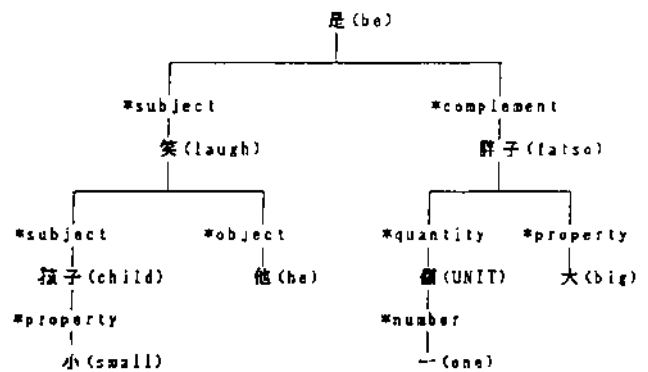 是(be)
*subject *complement
笑(laugh) 胖子(fatso)
*subject *object *quantity *property
孩子(child) 他(he) 個(UNIT) 大(big)
*property *number
小(small) 一(one)